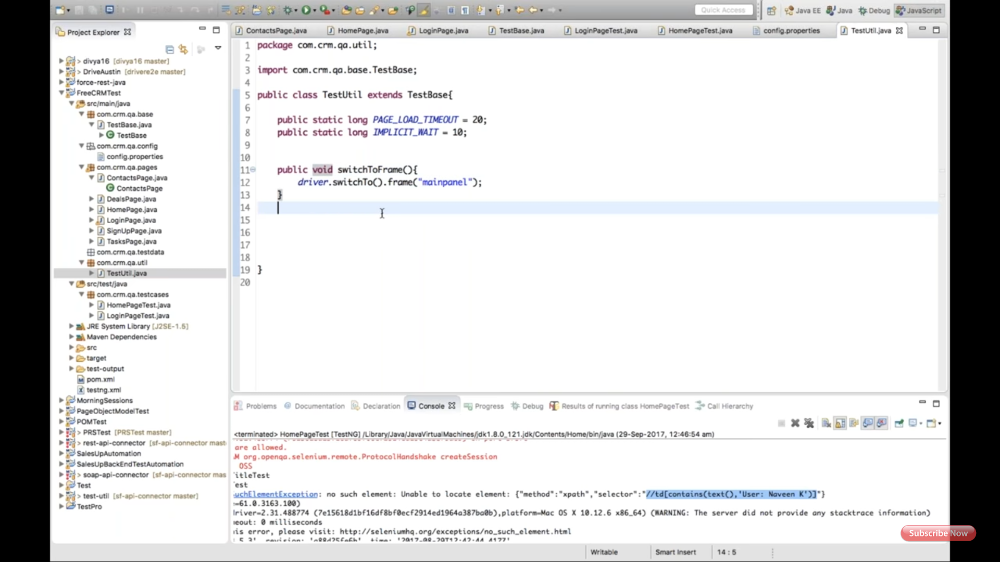 Quick Access
Java EE
Java
Debug
JavaScript
Project Explorer
ContactsPage.java
HomePage.java
LoginPage.java
TestBase.java
LoginPageTest.java
HomePageTest.java
config.properties
TestUtil.java
> divya16 [divya16 master]
> DriveAustin [drivere2e master]
force-rest-java
FreeCRMTest
src/main/java
com.crm.qa.base
TestBase.java
TestBase
com.crm.qa.config
config.properties
com.crm.qa.pages
ContactsPage.java
ContactsPage
DealsPage.java
HomePage.java
LoginPage.java
SignUpPage.java
TasksPage.java
com.crm.qa.testdata
com.crm.qa.util
TestUtil.java
src/test/java
com.crm.qa.testcases
HomePageTest.java
LoginPageTest.java
JRE System Library [J2SE-1.5]
Maven Dependencies
src
target
test-output
pom.xml
testng.xml
MorningSessions
PageObjectModelTest
POMTest
> PRSTest [PRSTest master]
> rest-api-connector [sf-api-connector mast
SalesUpAutomation
SalesUpBackEndTestAutomation
> soap-api-connector [sf-api-connector mas
Test
> test-util [sf-api-connector master]
TestPro
1 package com.crm.qa.util;
2
3 import com.crm.qa.base.TestBase;
4
5 public class TestUtil extends TestBase{
6
7 public static long PAGE_LOAD_TIMEOUT = 20;
8 public static long IMPLICIT_WAIT = 10;
9
10
11 public void switchToFrame(){
12 driver.switchTo().frame("mainpanel");
13 }
14
15
16
17
18
19 }
20
Problems
Documentation
Declaration
Console
Progress
Debug
Results of running class HomePageTest
Call Hierarchy
<terminated> HomePageTest [TestNG] /Library/Java/JavaVirtualMachines/jdk1.8.0_121.jdk/Contents/Home/bin/java (29-Sep-2017, 12:46:54 am)
are allowed.
M org.openqa.selenium.remote.ProtocolHandshake createSession
OSS
itleTest
est
uchElementException: no such element: Unable to locate element: {"method":"xpath","selector":"//td[contains(text(),'User: Naveen K')]"}
=61.0.3163.100)
driver=2.31.488774 (7e15618d1bf16df8bf0ecf2914ed1964a387ba0b),platform=Mac OS X 10.12.6 x86_64) (WARNING: The server did not provide any stacktrace information)
meout: 0 milliseconds
is error, please visit: http://seleniumhq.org/exceptions/no_such_element.html
Subscribe Now
Writable
Smart Insert
14 : 5